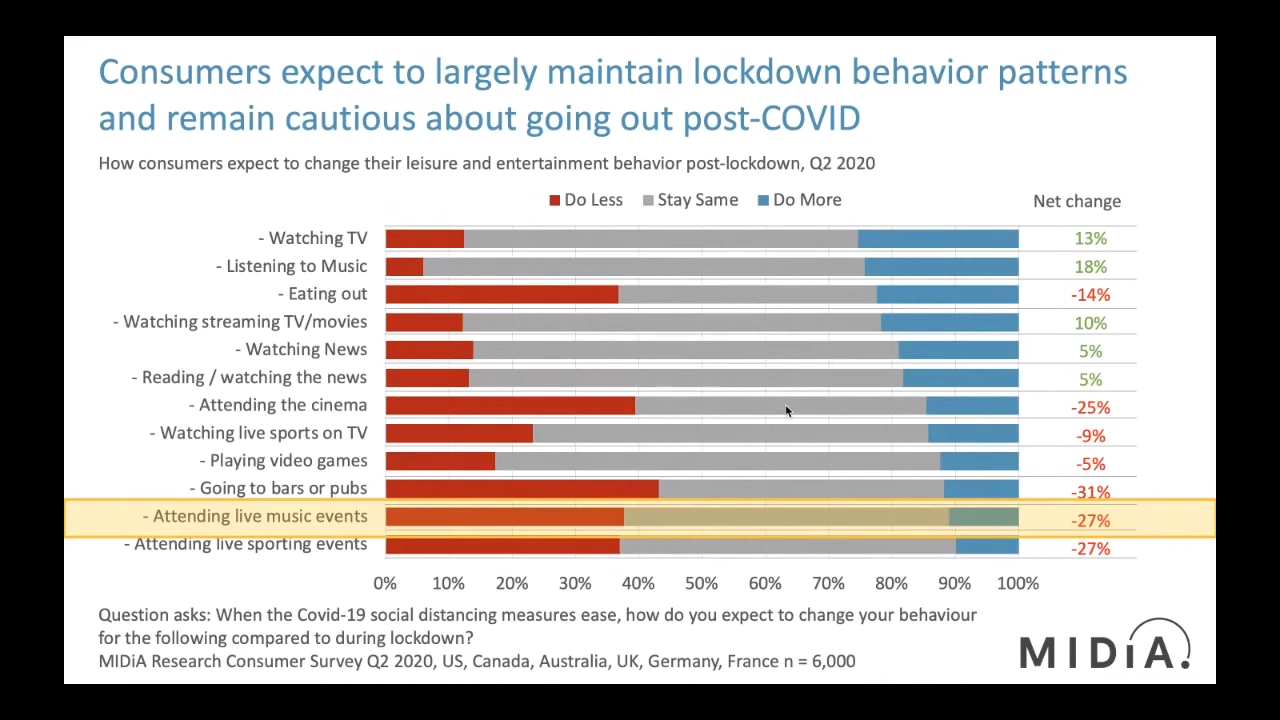 Consumers expect to largely maintain lockdown behavior patterns
and remain cautious about going out post-COVID
How consumers expect to change their leisure and entertainment behavior post-lockdown, Q2 2020
Do Less Stay Same Do More Net change
- Watching TV 13%
- Listening to Music 18%
- Eating out -14%
- Watching streaming TV/movies 10%
- Watching News 5%
- Reading / watching the news 5%
- Attending the cinema -25%
- Watching live sports on TV -9%
- Playing video games -5%
- Going to bars or pubs -31%
- Attending live music events -27%
- Attending live sporting events -27%
0% 10% 20% 30% 40% 50% 60% 70% 80% 90% 100%
Question asks: When the Covid-19 social distancing measures ease, how do you expect to change your behaviour
for the following compared to during lockdown?
MIDiA Research Consumer Survey Q2 2020, US, Canada, Australia, UK, Germany, France n = 6,000
MIDiA.